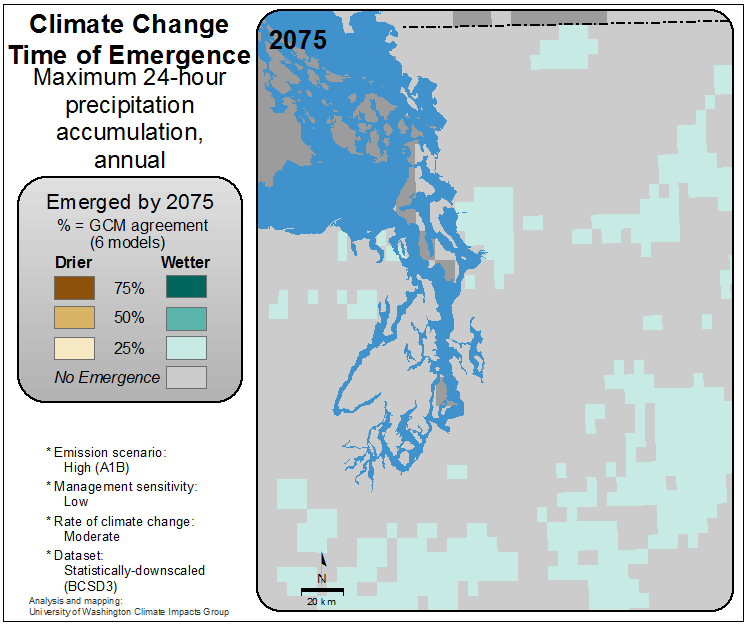 Climate Change
Time of Emergence
Maximum 24-hour
precipitation
accumulation,
annual
Emerged by 2075
% = GCM agreement
(6 models)
Drier Wetter
75%
50%
25%
No Emergence
* Emission scenario:
High (A1B)
* Management sensitivity:
Low
* Rate of climate change:
Moderate
* Dataset:
Statistically-downscaled
(BCSD3)
Analysis and mapping:
University of Washington Climate Impacts Group
2075
N
20 km